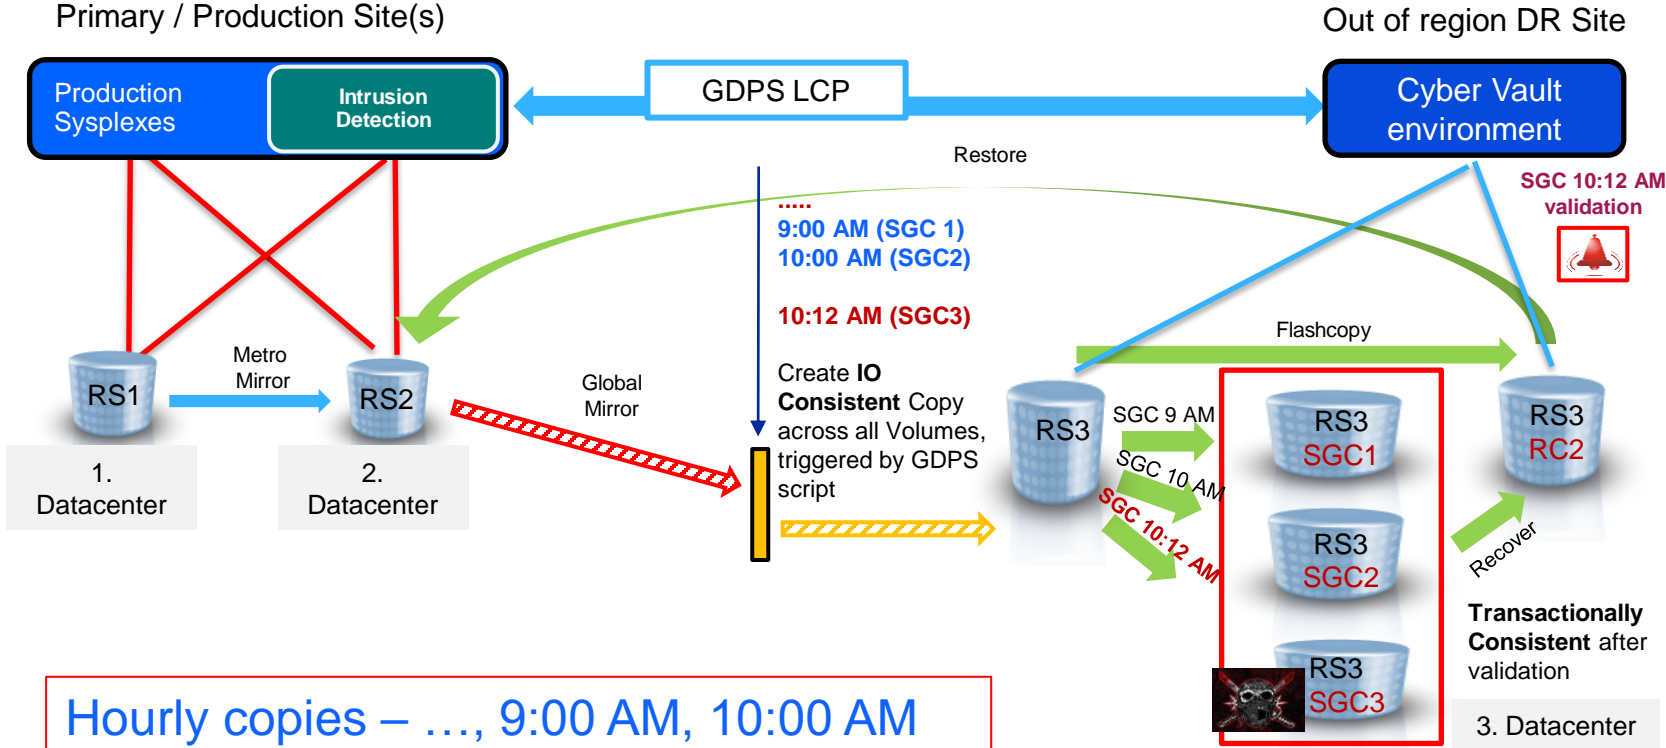 Primary / Production Site(s)
Out of region DR Site
Production
Sysplexes
Intrusion
Detection
GDPS LCP
Cyber Vault
environment
Restore
SGC 10:12 AM
validation
.....
9:00 AM (SGC 1)
10:00 AM (SGC2)
10:12 AM (SGC3)
Flashcopy
Metro
Mirror
Global
Mirror
Create IO
Consistent Copy
across all Volumes,
triggered by GDPS
script
RS1
RS2
RS3
SGC 9 AM
SGC 10 AM
SGC 10:12 AM
RS3
SGC1
RS3
RC2
1.
Datacenter
2.
Datacenter
RS3
SGC2
Recover
Transactionally
Consistent after
validation
RS3
SGC3
3. Datacenter
Hourly copies – …, 9:00 AM, 10:00 AM